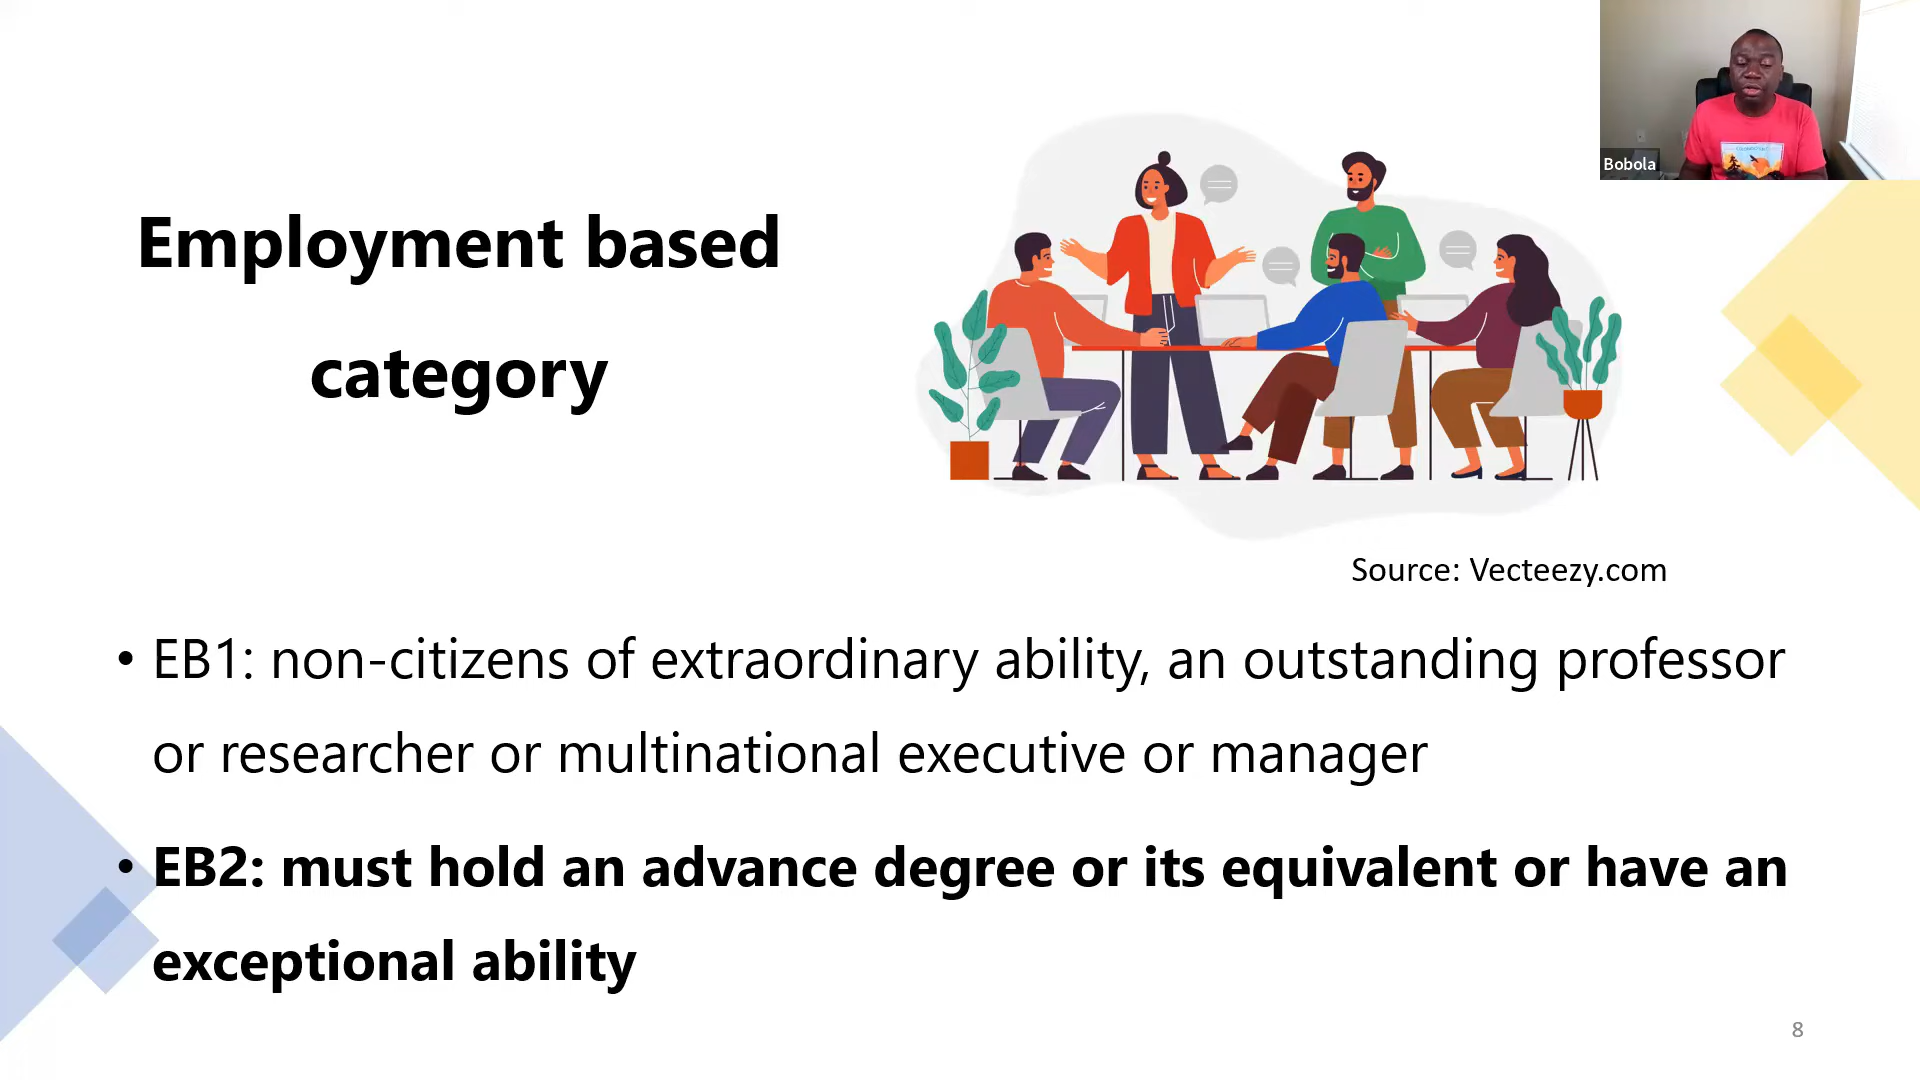 Bobola
Employment based
category
Source: Vecteezy.com
• EB1: non-citizens of extraordinary ability, an outstanding professor
or researcher or multinational executive or manager
• EB2: must hold an advance degree or its equivalent or have an
exceptional ability
8